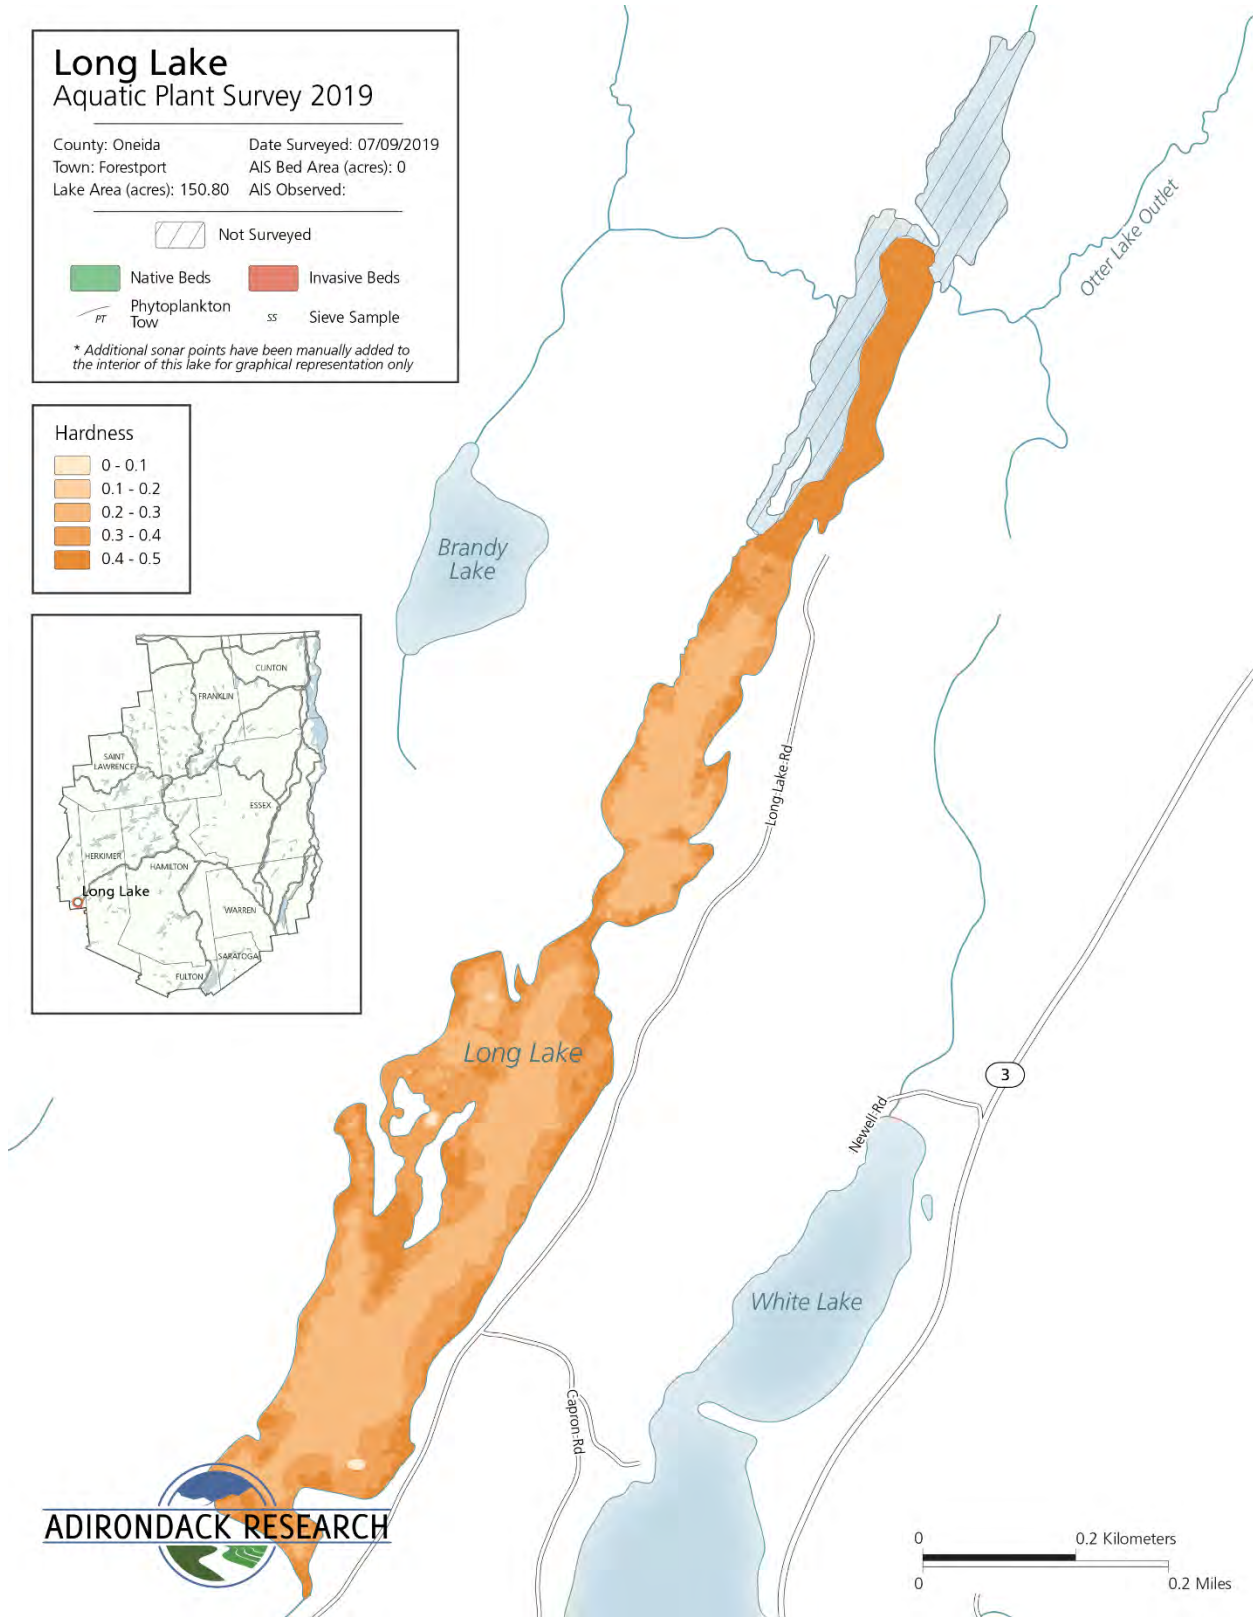 Long Lake
Aquatic Plant Survey 2019
County: Oneida
Date Surveyed: 07/09/2019
Town: Forestport
AIS Bed Area (acres): 0
Lake Area (acres): 150.80
AIS Observed:
Not Surveyed
Native Beds
Invasive Beds
PT
Phytoplankton
Tow
SS
Sieve Sample
* Additional sonar points have been manually added to
the interior of this lake for graphical representation only
Hardness
0 - 0.1
0.1 - 0.2
0.2 - 0.3
0.3 - 0.4
0.4 - 0.5
CLINTON
FRANKLIN
SAINT
LAWRENCE
ESSEX
HERKIMER
HAMILTON
Long Lake
WARREN
SARATOGA
FULTON
Otter Lake Outlet
Brandy
Lake
Long Lake Rd
Long Lake
3
Newell Rd
White Lake
Capron Rd
ADIRONDACK RESEARCH
0
0.2 Kilometers
0
0.2 Miles